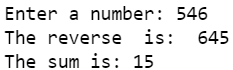 Enter a number: 546
The reverse  is:  645
The sum is: 15